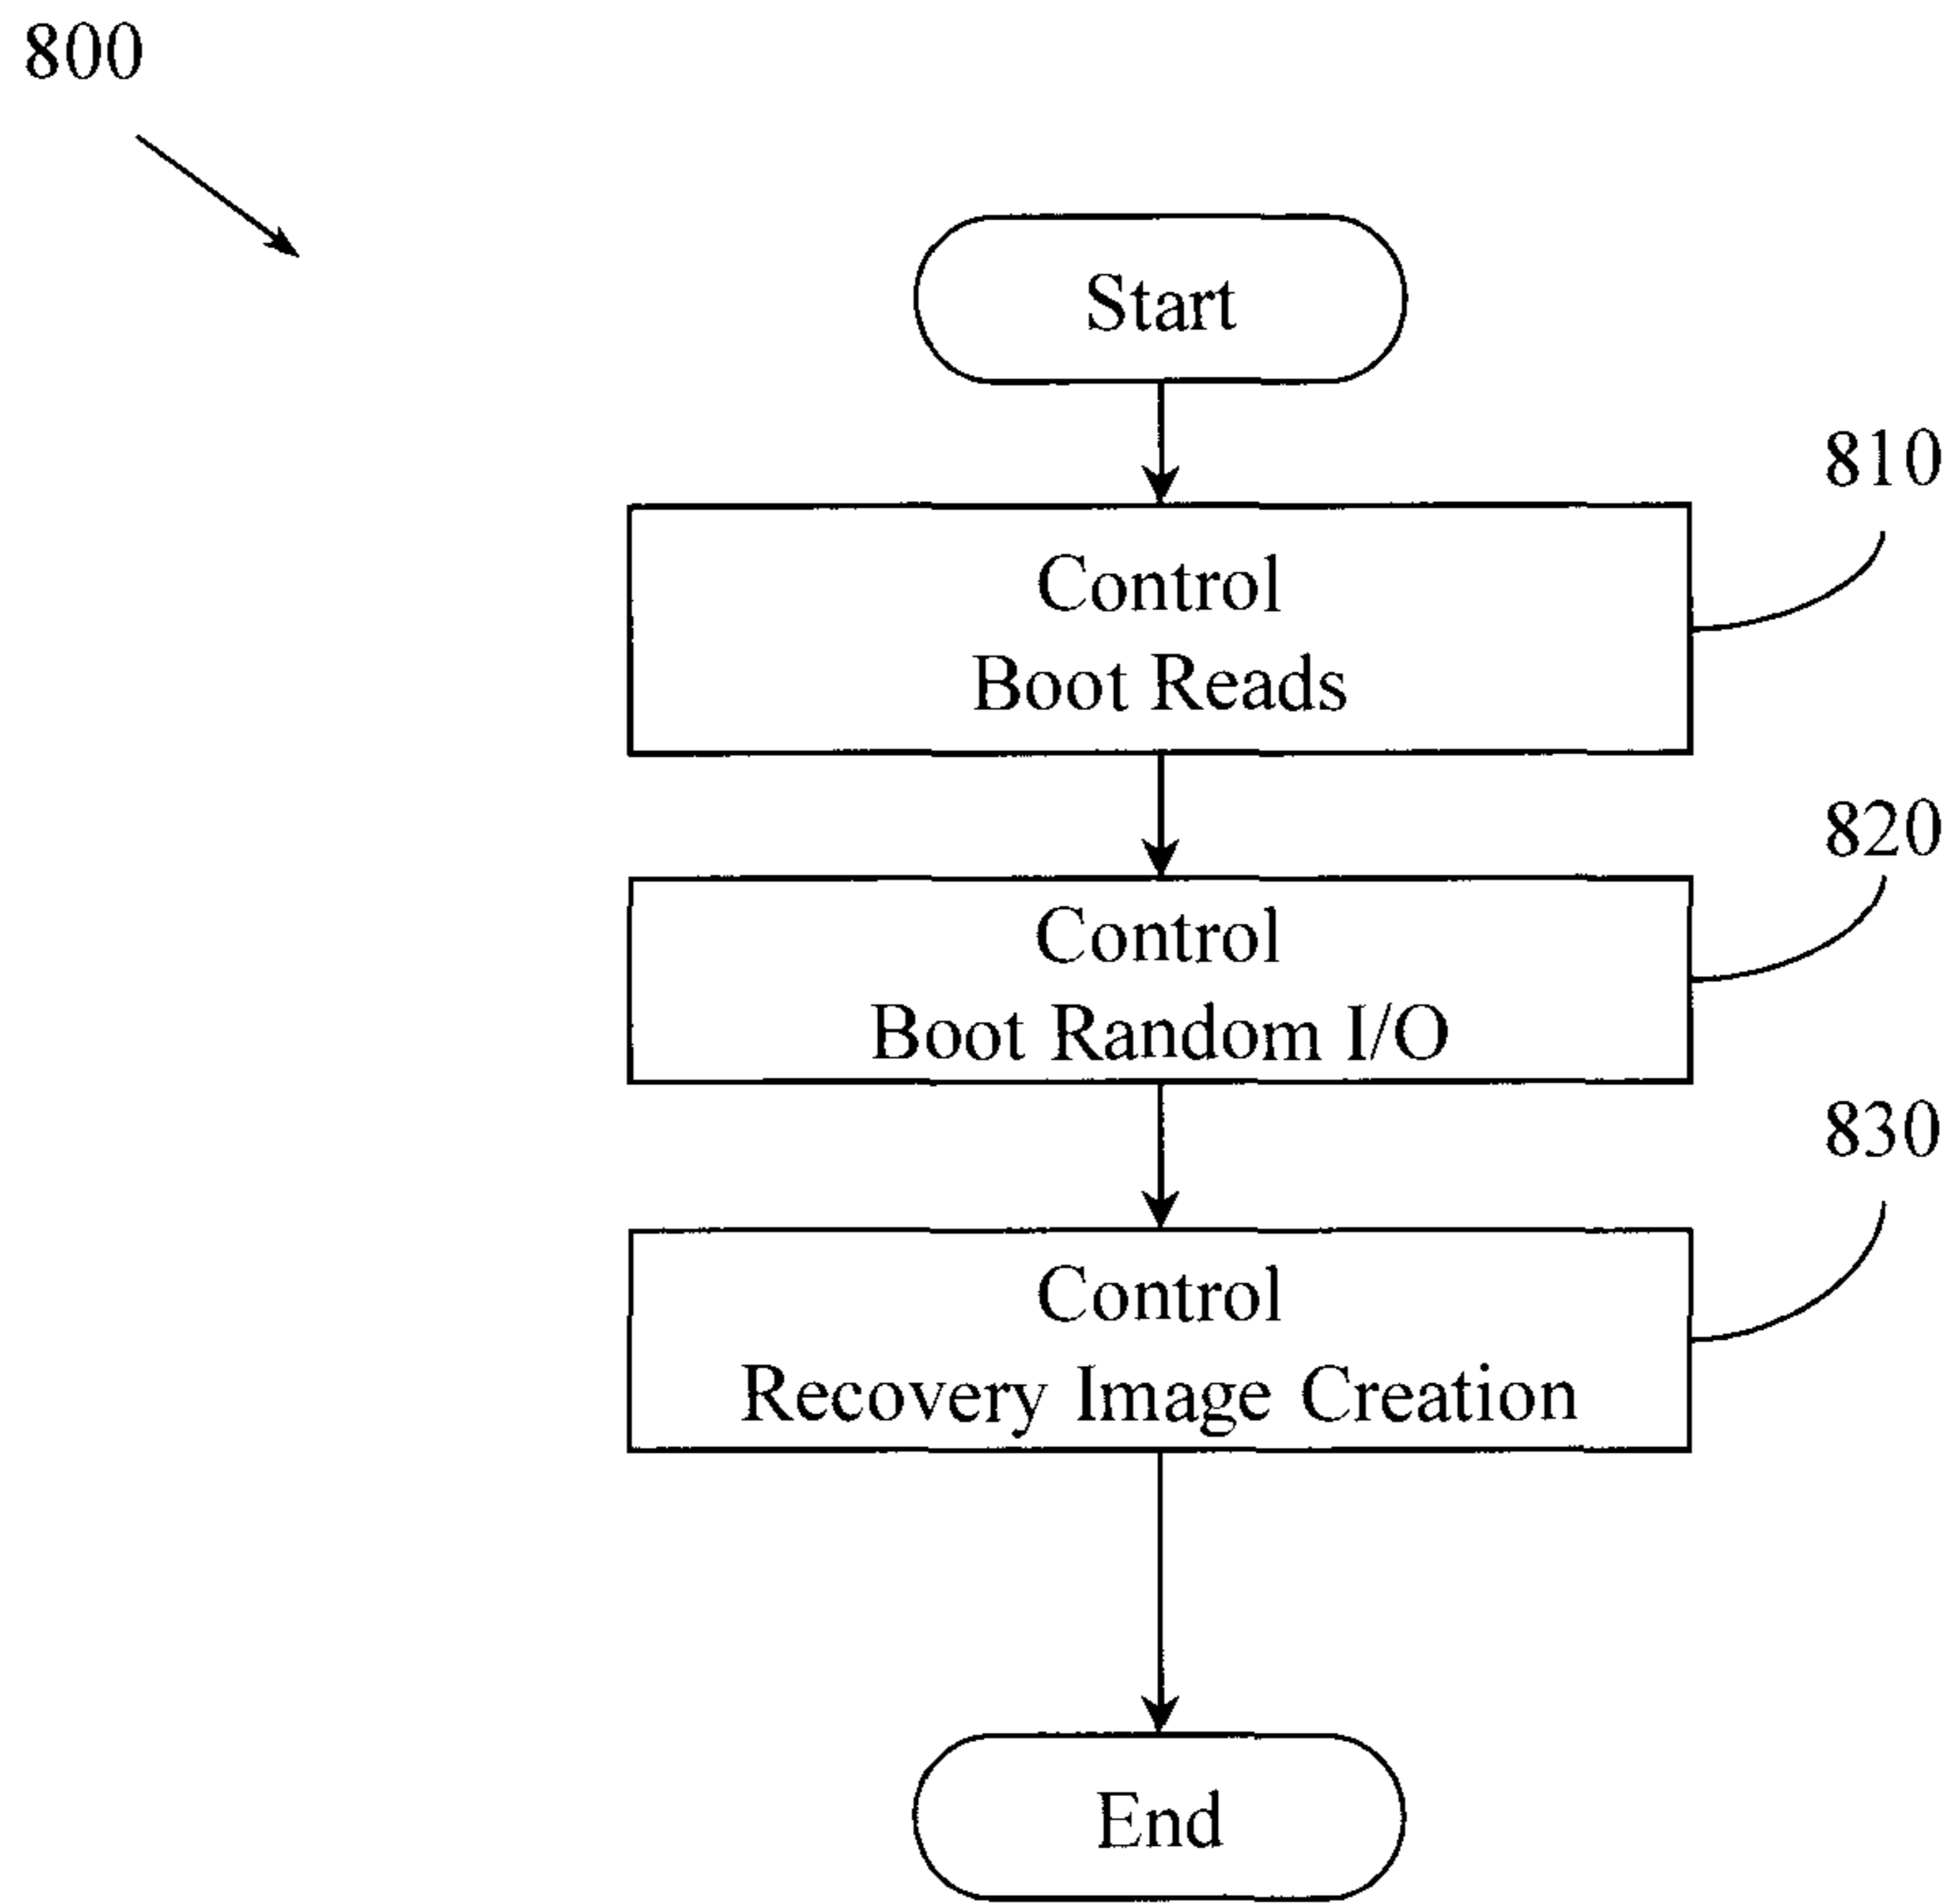 800
Start
810
Control
Boot Reads
820
Control
Boot Random I/O
830
Control
Recovery Image Creation
End